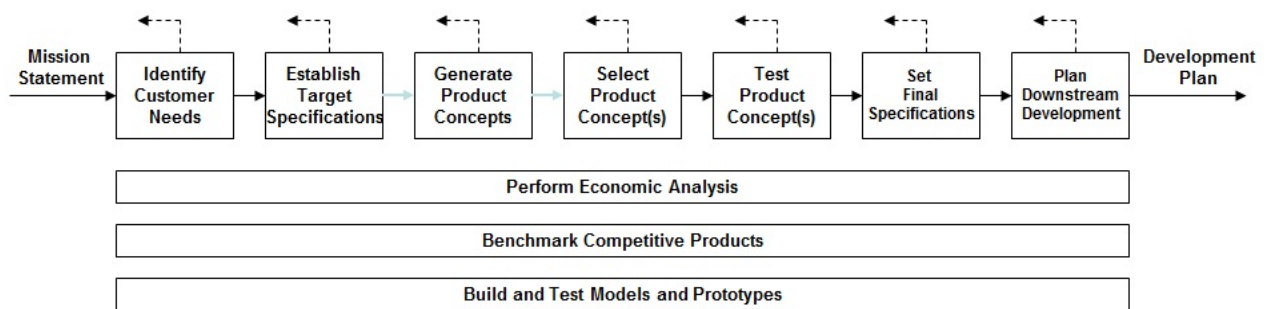 Mission
Statement
Identify
Customer
Needs
Establish
Target
Specifications
Generate
Product
Concepts
Select
Product
Concept(s)
Test
Product
Concept(s)
Set
Final
Specifications
Plan
Downstream
Development
Development
Plan
Perform Economic Analysis
Benchmark Competitive Products
Build and Test Models and Prototypes